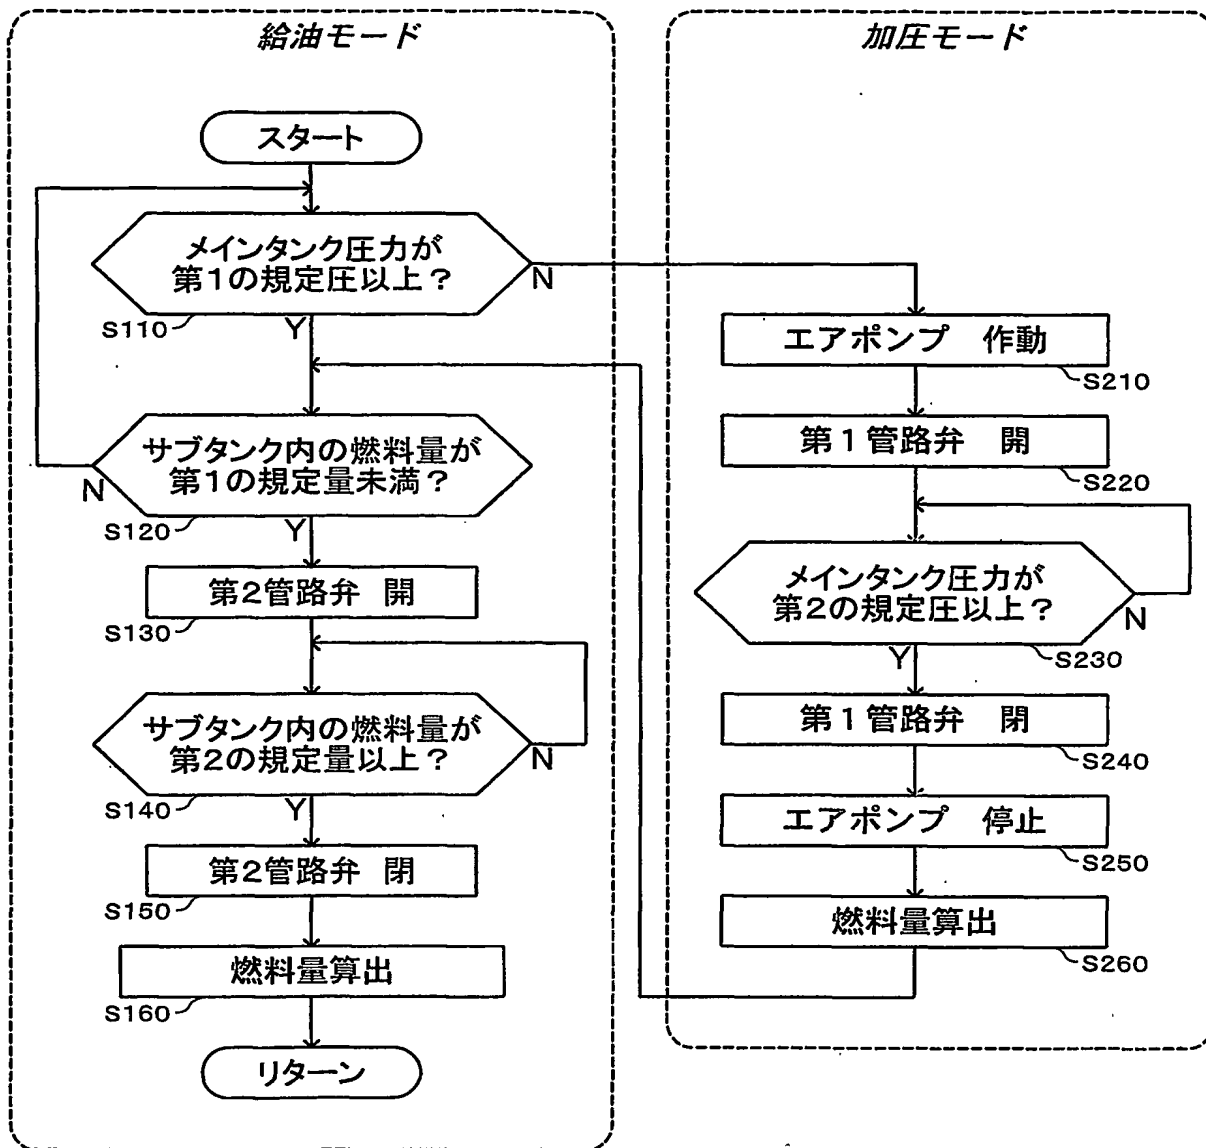 給油モード
スタート
メインタンク圧力が
第1の規定圧以上？
N
S110
Y
サブタンク内の燃料量が
第1の規定量未満？
N
S120
Y
第2管路弁 開
S130
サブタンク内の燃料量が
第2の規定量以上？
N
S140
Y
第2管路弁 閉
S150
燃料量算出
S160
リターン
加圧モード
エアポンプ 作動
S210
第1管路弁 開
S220
メインタンク圧力が
第2の規定圧以上？
N
Y
S230
第1管路弁 閉
S240
エアポンプ 停止
S250
燃料量算出
S260